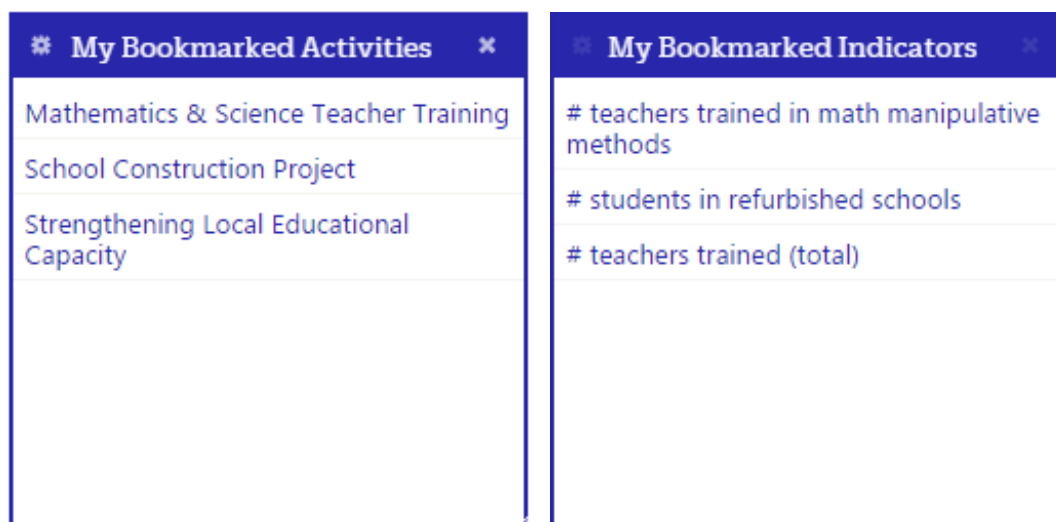 My Bookmarked Activities
Mathematics & Science Teacher Training
School Construction Project
Strengthening Local Educational
Capacity
My Bookmarked Indicators
# teachers trained in math manipulative
methods
# students in refurbished schools
# teachers trained (total)